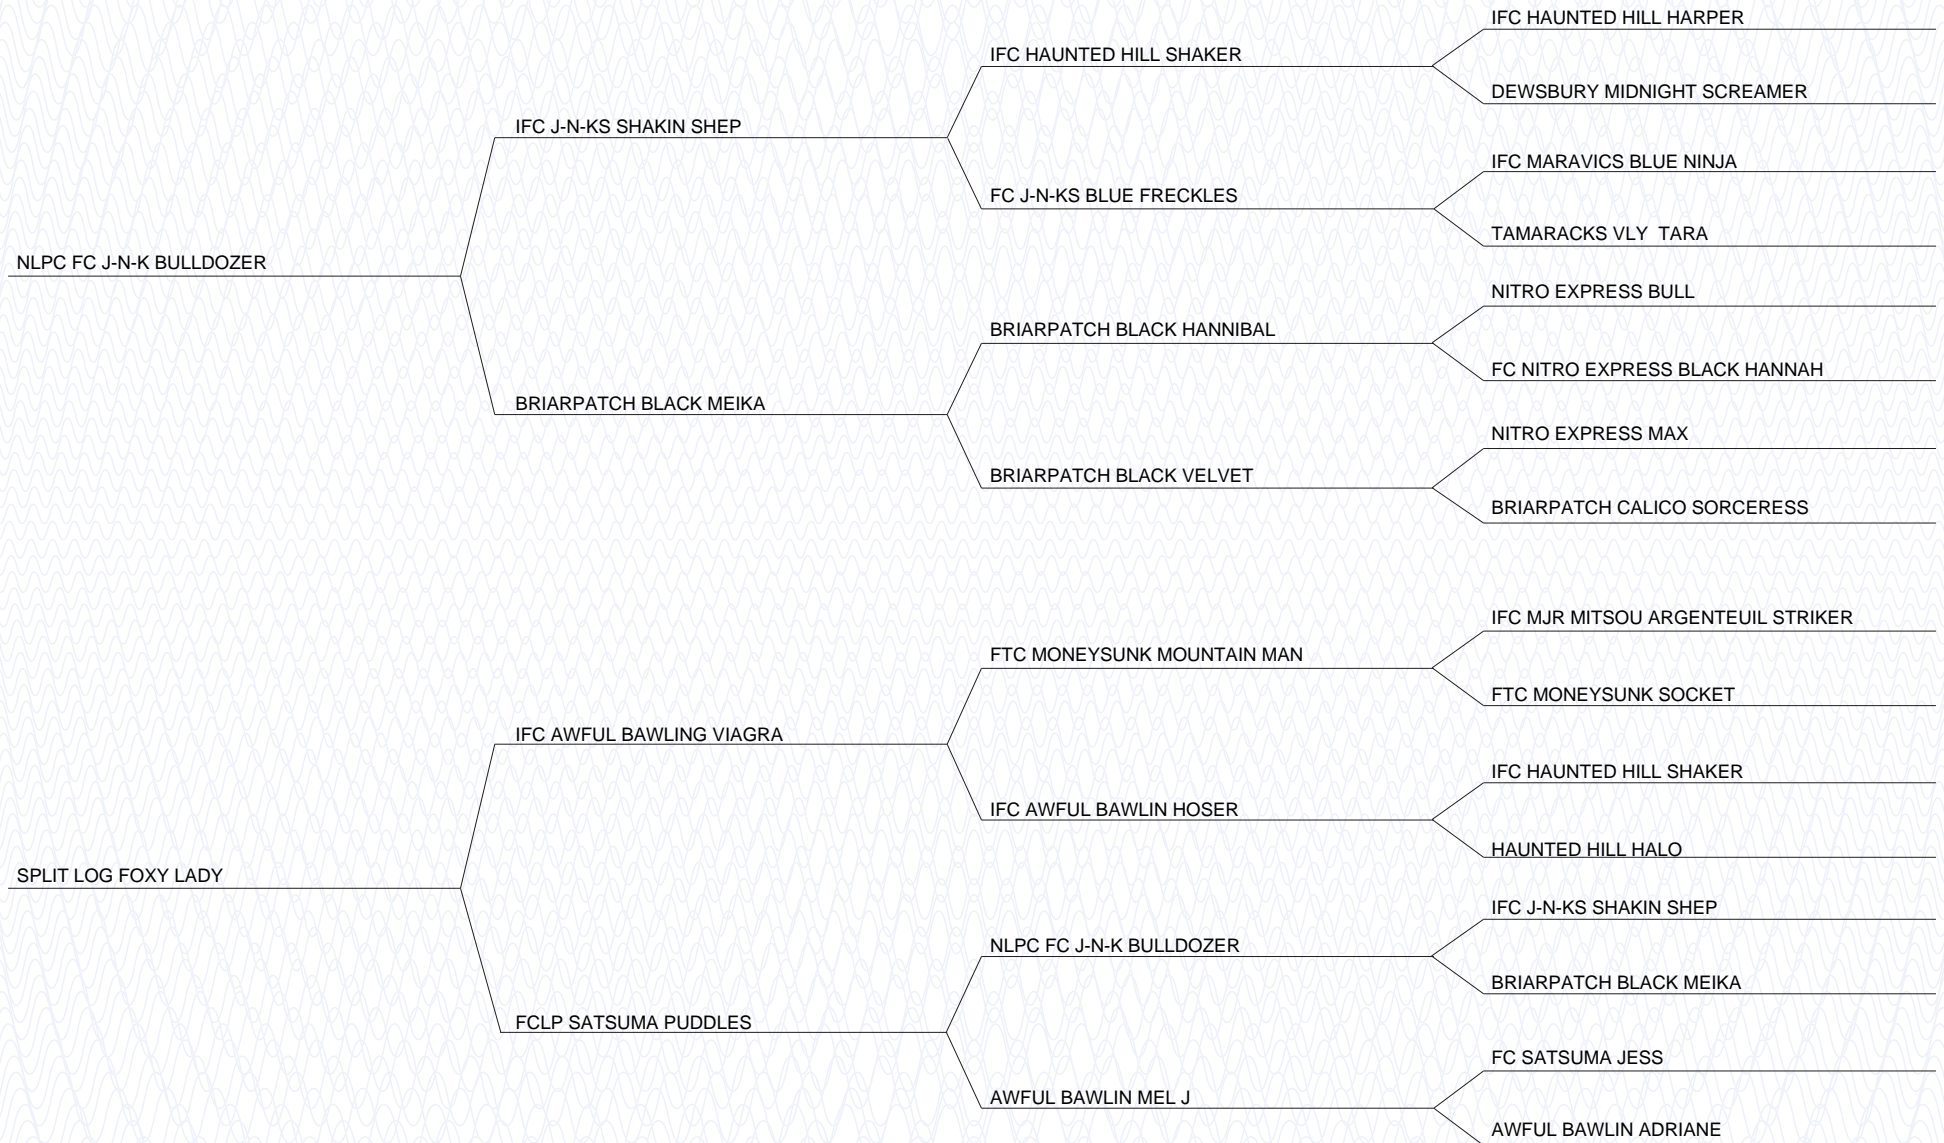 IFC HAUNTED HILL HARPER
IFC HAUNTED HILL SHAKER
DEWSBURY MIDNIGHT SCREAMER
IFC J-N-KS SHAKIN SHEP
IFC MARAVICS BLUE NINJA
FC J-N-KS BLUE FRECKLES
TAMARACKS VLY  TARA
NLPC FC J-N-K BULLDOZER
NITRO EXPRESS BULL
BRIARPATCH BLACK HANNIBAL
FC NITRO EXPRESS BLACK HANNAH
BRIARPATCH BLACK MEIKA
NITRO EXPRESS MAX
BRIARPATCH BLACK VELVET
BRIARPATCH CALICO SORCERESS
IFC MJR MITSOU ARGENTEUIL STRIKER
FTC MONEYSUNK MOUNTAIN MAN
FTC MONEYSUNK SOCKET
IFC AWFUL BAWLING VIAGRA
IFC HAUNTED HILL SHAKER
IFC AWFUL BAWLIN HOSER
HAUNTED HILL HALO
SPLIT LOG FOXY LADY
IFC J-N-KS SHAKIN SHEP
NLPC FC J-N-K BULLDOZER
BRIARPATCH BLACK MEIKA
FCLP SATSUMA PUDDLES
FC SATSUMA JESS
AWFUL BAWLIN MEL J
AWFUL BAWLIN ADRIANE